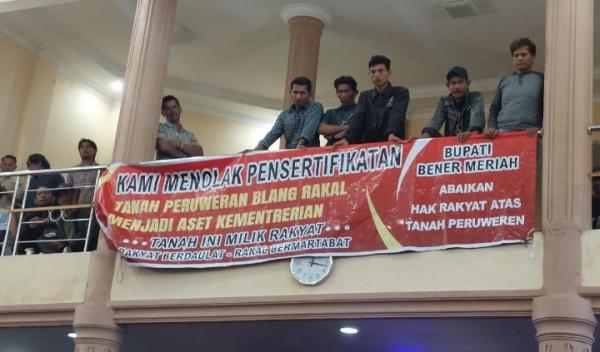 KAMI MENOLAK PENSERTIFIKATAN
TANAH PERUWERAN BLANG RAKAL
MENJADI ASET KEMENTRERIAN
... TANAH INI MILIK RAKYAT ...
RAKYAT BERDAULAT - RAKAL BERMARTABAT
BUPATI
BENER MERIAH
ABAIKAN
HAK RAKYAT ATAS
TANAH PERUWEREN